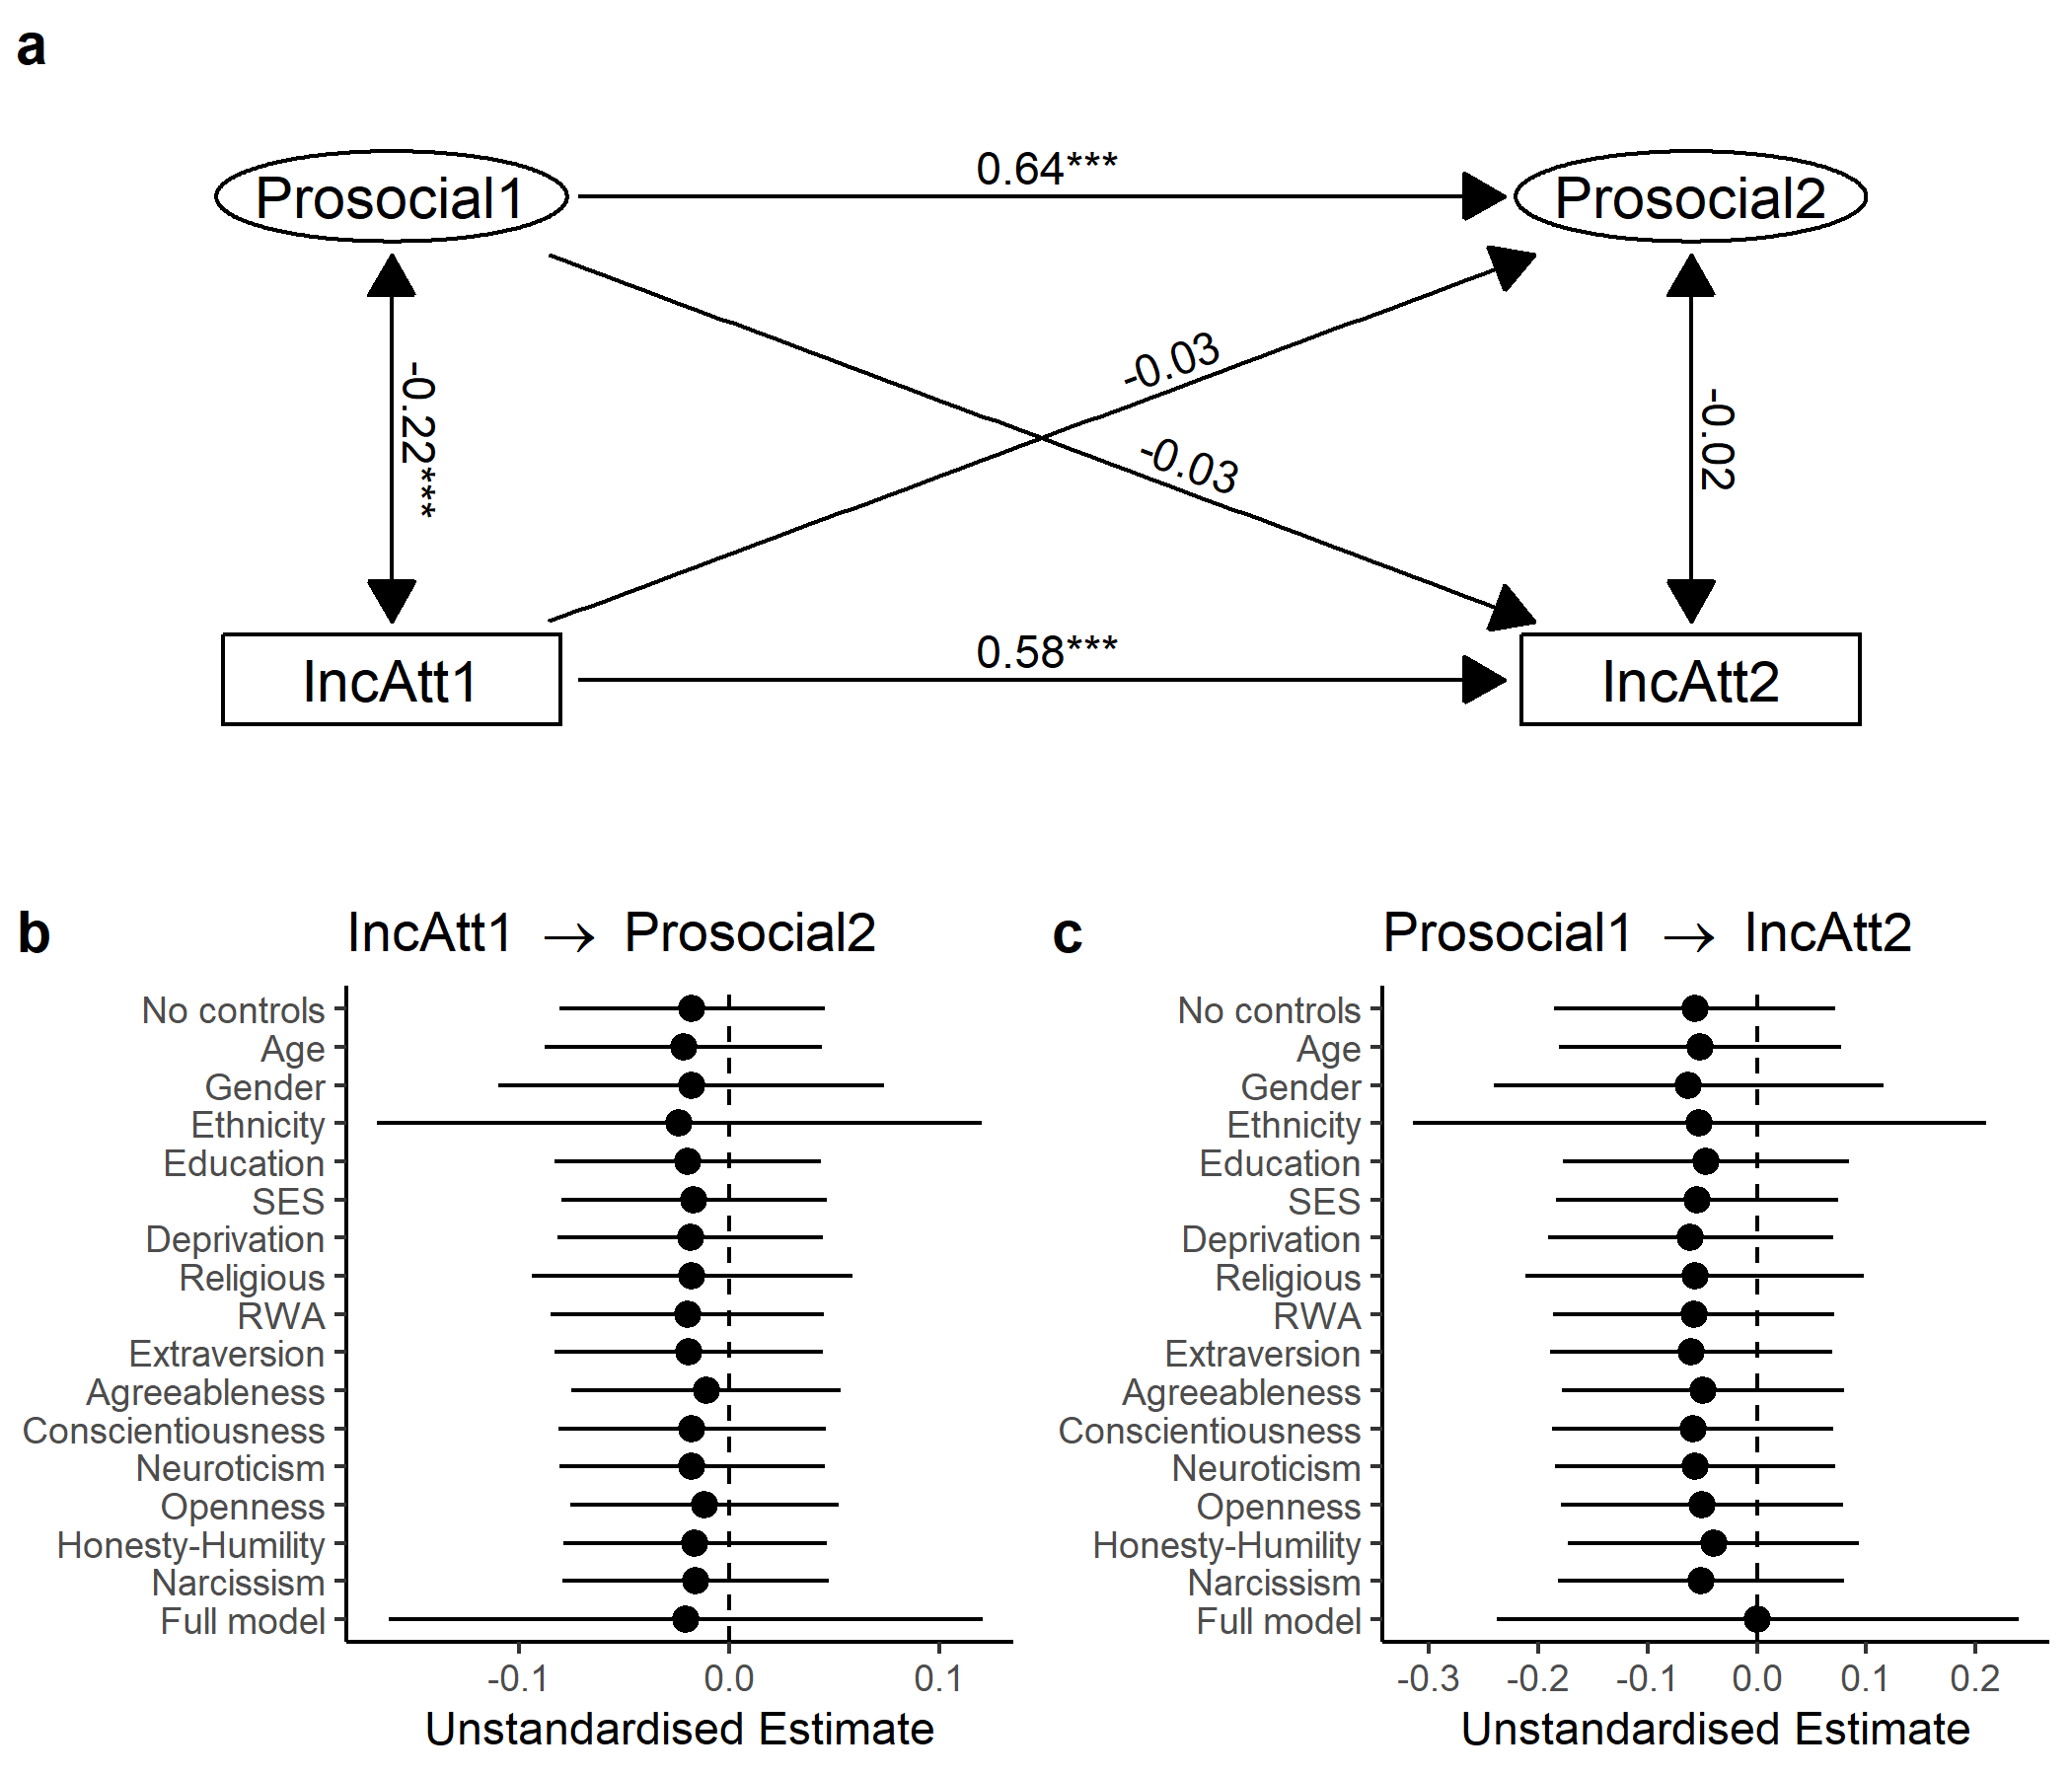 a
0.64***
Prosocial1
Prosocial2
-0.03
-0.22***
-0.03
-0.02
0.58***
IncAtt1
IncAtt2
b
IncAtt1 → Prosocial2
No controls
Age
Gender
Ethnicity
Education
SES
Deprivation
Religious
RWA
Extraversion
Agreeableness
Conscientiousness
Neuroticism
Openness
Honesty-Humility
Narcissism
Full model
-0.1 0.0 0.1
Unstandardised Estimate
c
Prosocial1 → IncAtt2
No controls
Age
Gender
Ethnicity
Education
SES
Deprivation
Religious
RWA
Extraversion
Agreeableness
Conscientiousness
Neuroticism
Openness
Honesty-Humility
Narcissism
Full model
-0.3 -0.2 -0.1 0.0 0.1 0.2
Unstandardised Estimate